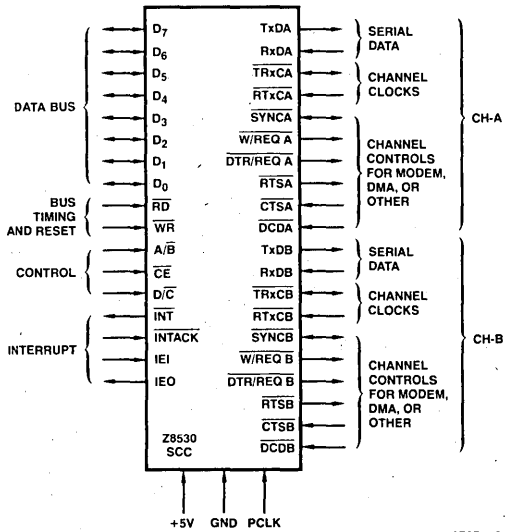 D7
D6
D5
D4
D3
D2
D1
D0
RD
WR
A/B
CE
D/C
INT
INTACK
IEI
IEO
DATA BUS
BUS
TIMING
AND RESET
CONTROL
INTERRUPT
TxDA
RxDA
TRxCA
RTxCA
SYNCA
W/REQ A
DTR/REQ A
RTSA
CTSA
DCDA
TxDB
RxDB
TRxCB
RTxCB
SYNCB
W/REQ B
DTR/REQ B
RTSB
CTSB
DCDB
SERIAL
DATA
CHANNEL
CLOCKS
CHANNEL
CONTROLS
FOR MODEM,
DMA, OR
OTHER
CH-A
SERIAL
DATA
CHANNEL
CLOCKS
CHANNEL
CONTROLS
FOR MODEM,
DMA, OR
OTHER
CH-B
Z8530
SCC
+5V GND PCLK